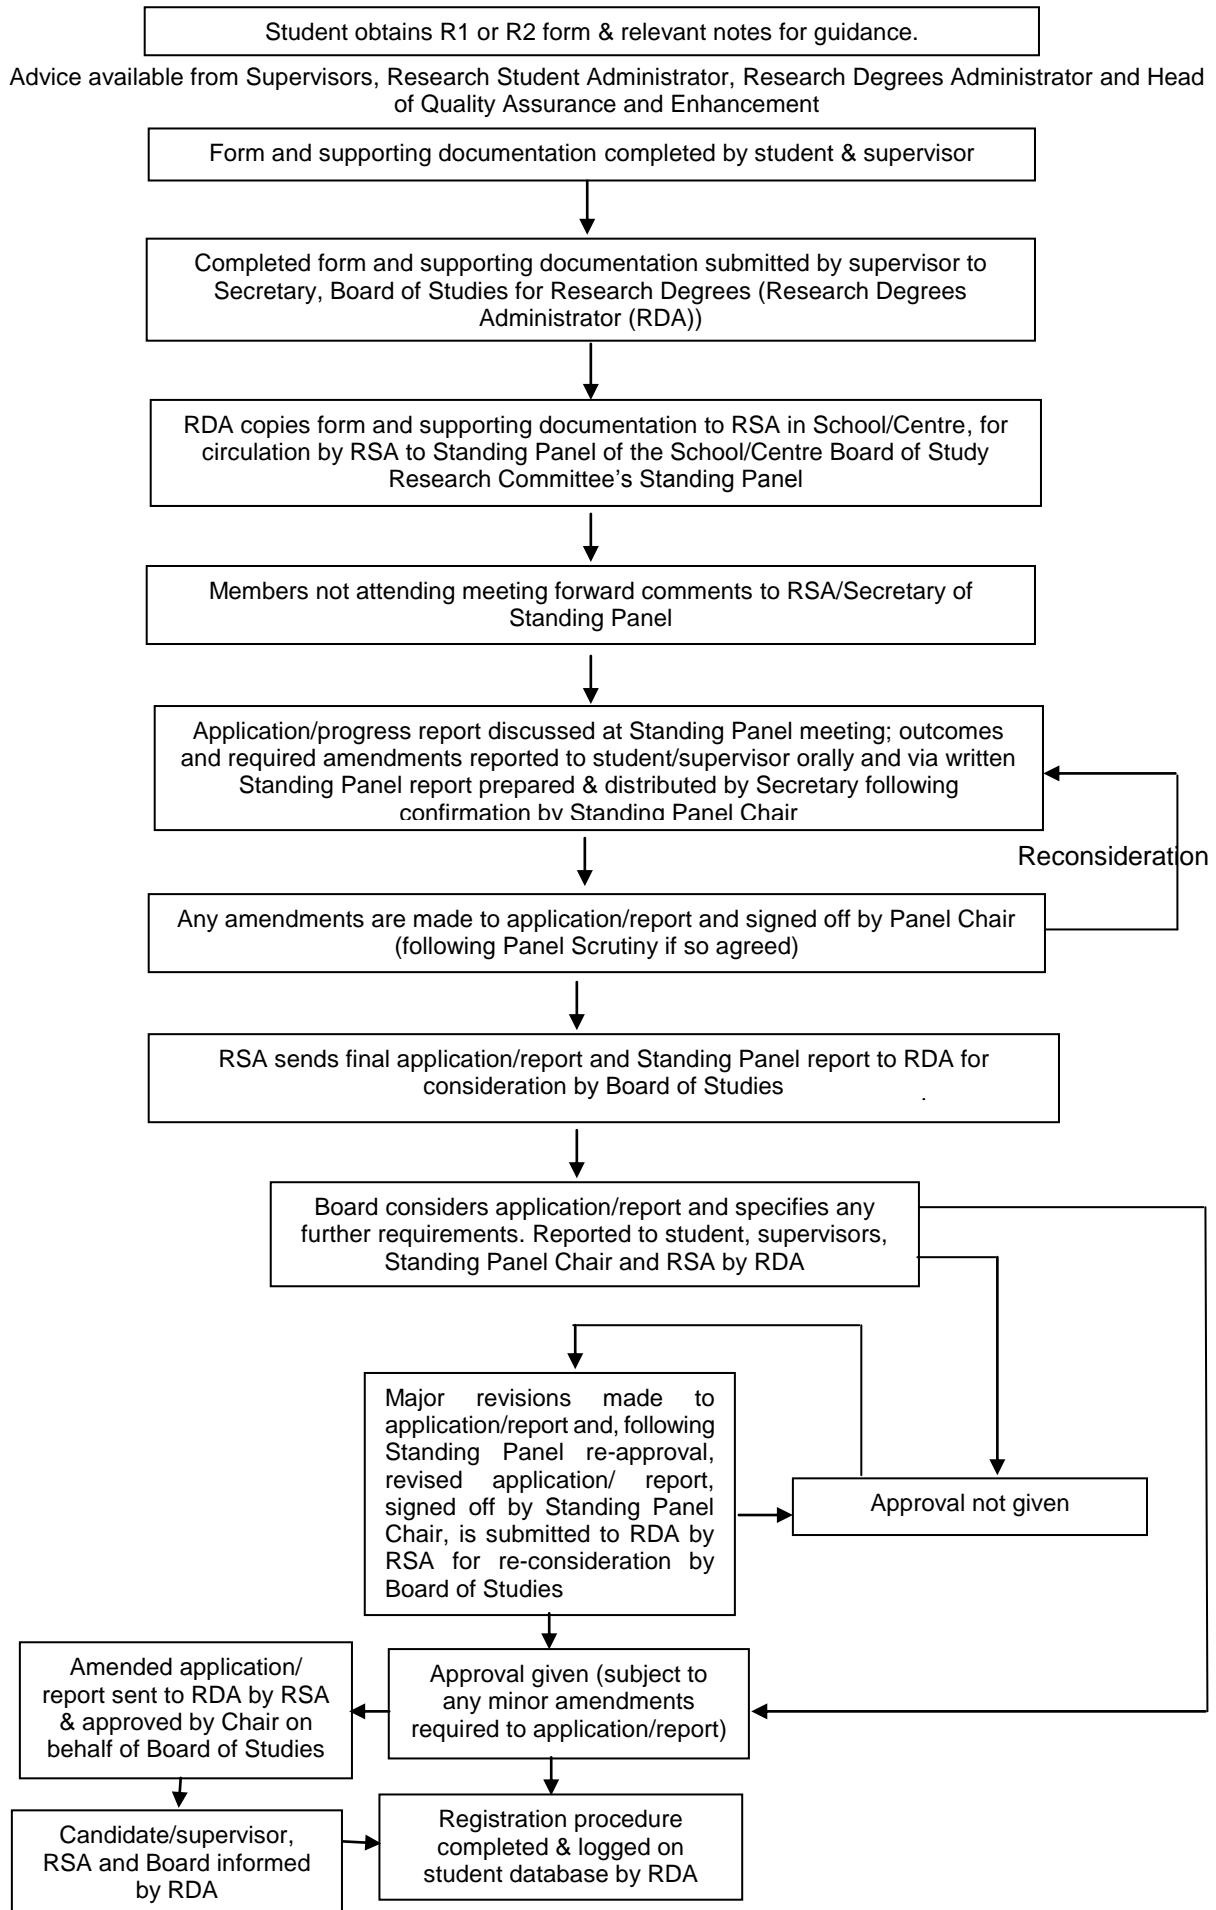 Student obtains R1 or R2 form & relevant notes for guidance.
Advice available from Supervisors, Research Student Administrator, Research Degrees Administrator and Head
of Quality Assurance and Enhancement
Form and supporting documentation completed by student & supervisor
Completed form and supporting documentation submitted by supervisor to
Secretary, Board of Studies for Research Degrees (Research Degrees
Administrator (RDA))
RDA copies form and supporting documentation to RSA in School/Centre, for
circulation by RSA to Standing Panel of the School/Centre Board of Study
Research Committee's Standing Panel
Members not attending meeting forward comments to RSA/Secretary of
Standing Panel
Application/progress report discussed at Standing Panel meeting; outcomes
and required amendments reported to student/supervisor orally and via written
Standing Panel report prepared & distributed by Secretary following
confirmation by Standing Panel Chair
Reconsideration
Any amendments are made to application/report and signed off by Panel Chair
(following Panel Scrutiny if so agreed)
RSA sends final application/report and Standing Panel report to RDA for
consideration by Board of Studies .
Board considers application/report and specifies any
further requirements. Reported to student, supervisors,
Standing Panel Chair and RSA by RDA
Major revisions made to
application/report and, following
Standing Panel re-approval,
revised application/ report,
signed off by Standing Panel
Chair, is submitted to RDA by
RSA for re-consideration by
Board of Studies
Approval not given
Amended application/
report sent to RDA by RSA
& approved by Chair on
behalf of Board of Studies
Approval given (subject to
any minor amendments
required to application/report)
Candidate/supervisor,
RSA and Board informed
by RDA
Registration procedure
completed & logged on
student database by RDA